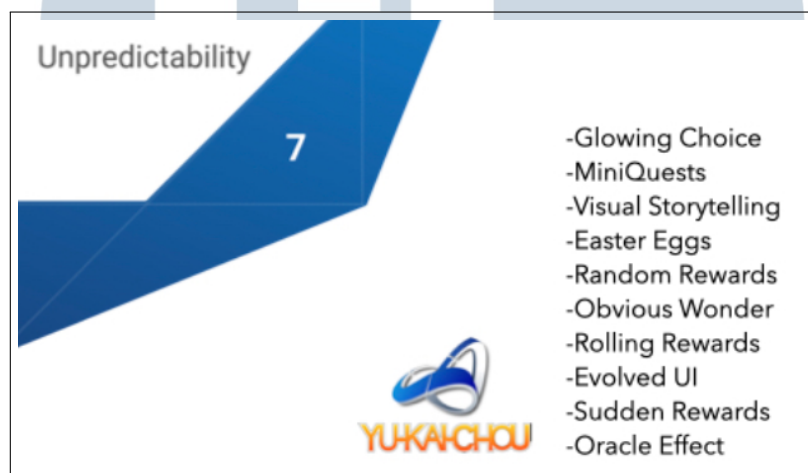 Unpredictability
7
-Glowing Choice
-MiniQuests
-Visual Storytelling
-Easter Eggs
-Random Rewards
-Obvious Wonder
-Rolling Rewards
-Evolved UI
-Sudden Rewards
-Oracle Effect
YU-KAI-CHOU